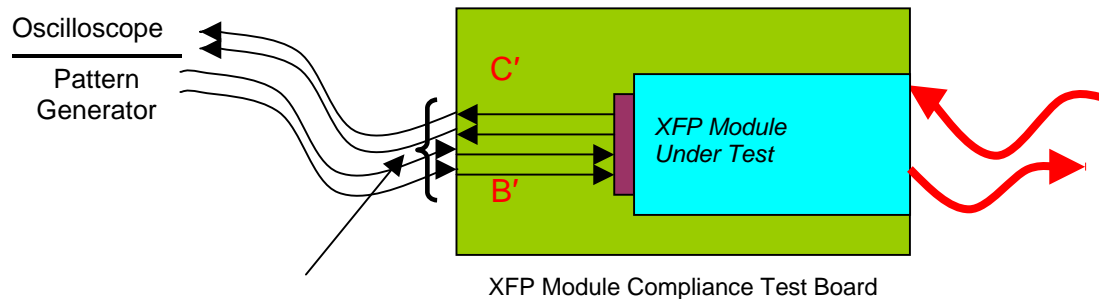 Oscilloscope
Pattern
Generator
C′
XFP Module
Under Test
B′
XFP Module Compliance Test Board